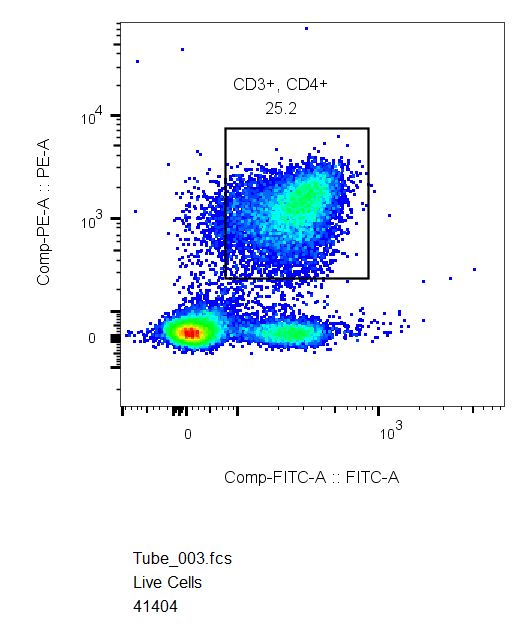 CD3+, CD4+
25.2
10^4
10^3
0
Comp-PE-A :: PE-A
0
10^3
Comp-FITC-A :: FITC-A
Tube_003.fcs
Live Cells
41404